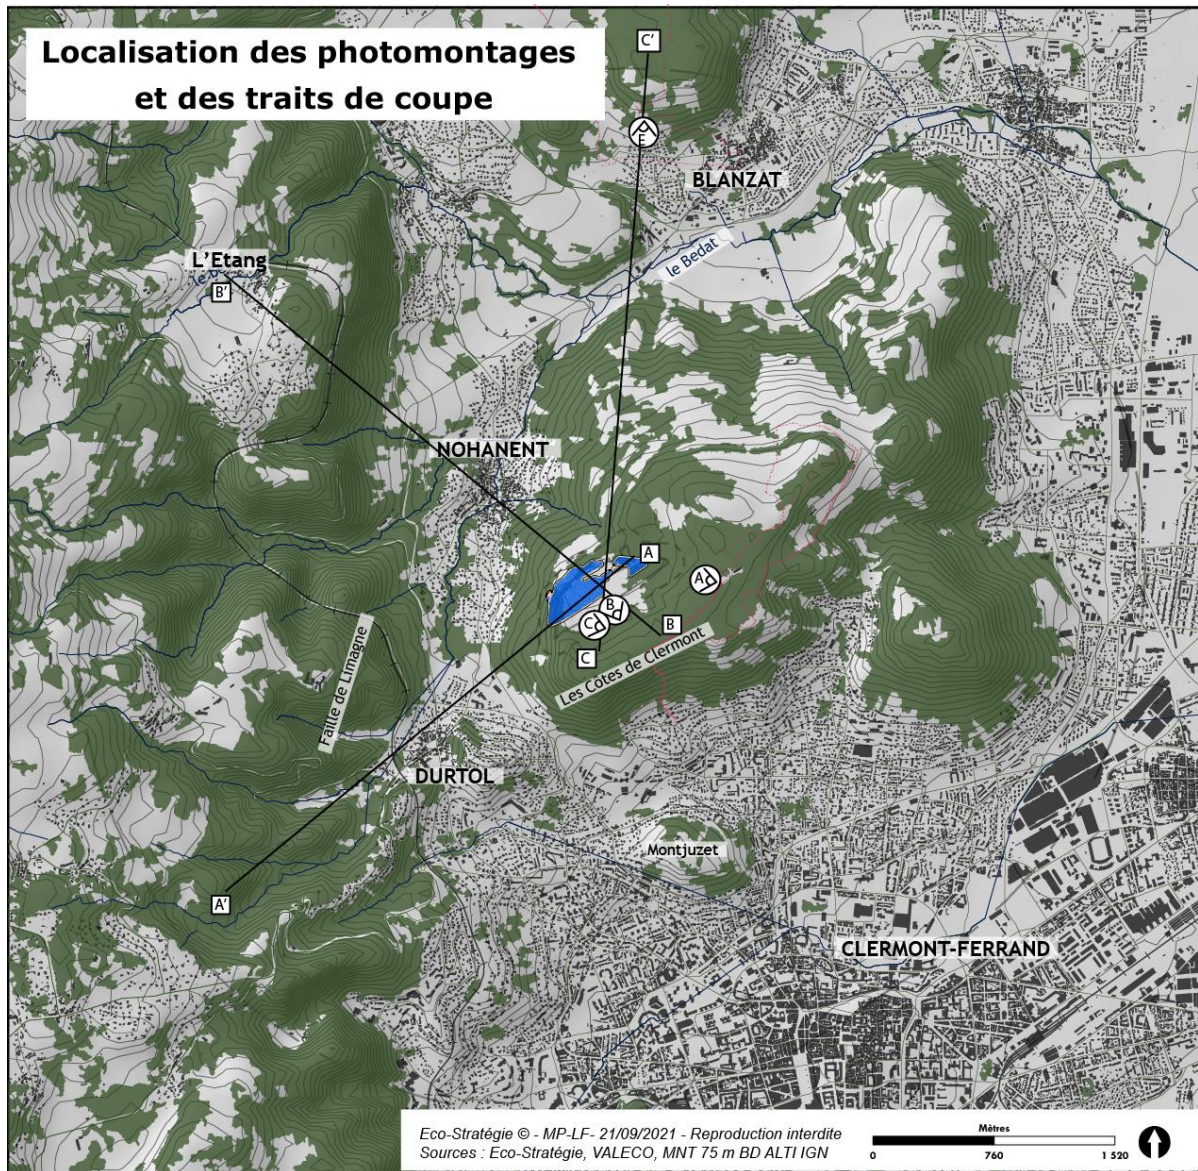 Localisation des photomontages
et des traits de coupe
C'
E
BLANZAT
L'Etang
B'
le Bedat
NOHANENT
A
A
B
C
B
C
Les Côtes de Clermont
Faille de Limagne
DURTOL
Montjuzet
A'
CLERMONT-FERRAND
Eco-Stratégie © - MP-LF- 21/09/2021 - Reproduction interdite
Sources : Eco-Stratégie, VALECO, MNT 75 m BD ALTI IGN
Mètres
0 760 1 520